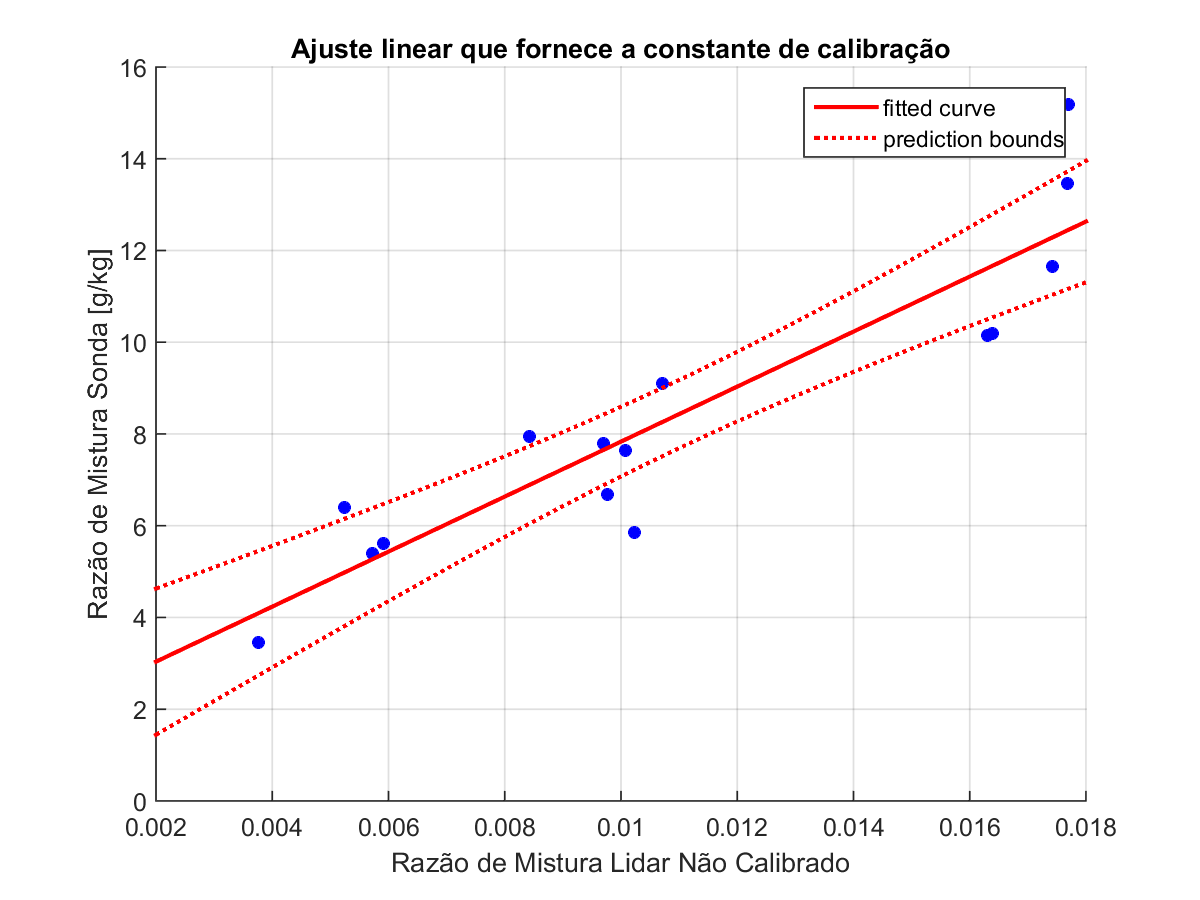 Ajuste linear que fornece a constante de calibração
fitted curve
prediction bounds
Razão de Mistura Sonda [g/kg]
16
14
12
10
8
6
4
2
0
0.002 0.004 0.006 0.008 0.01 0.012 0.014 0.016 0.018
Razão de Mistura Lidar Não Calibrado